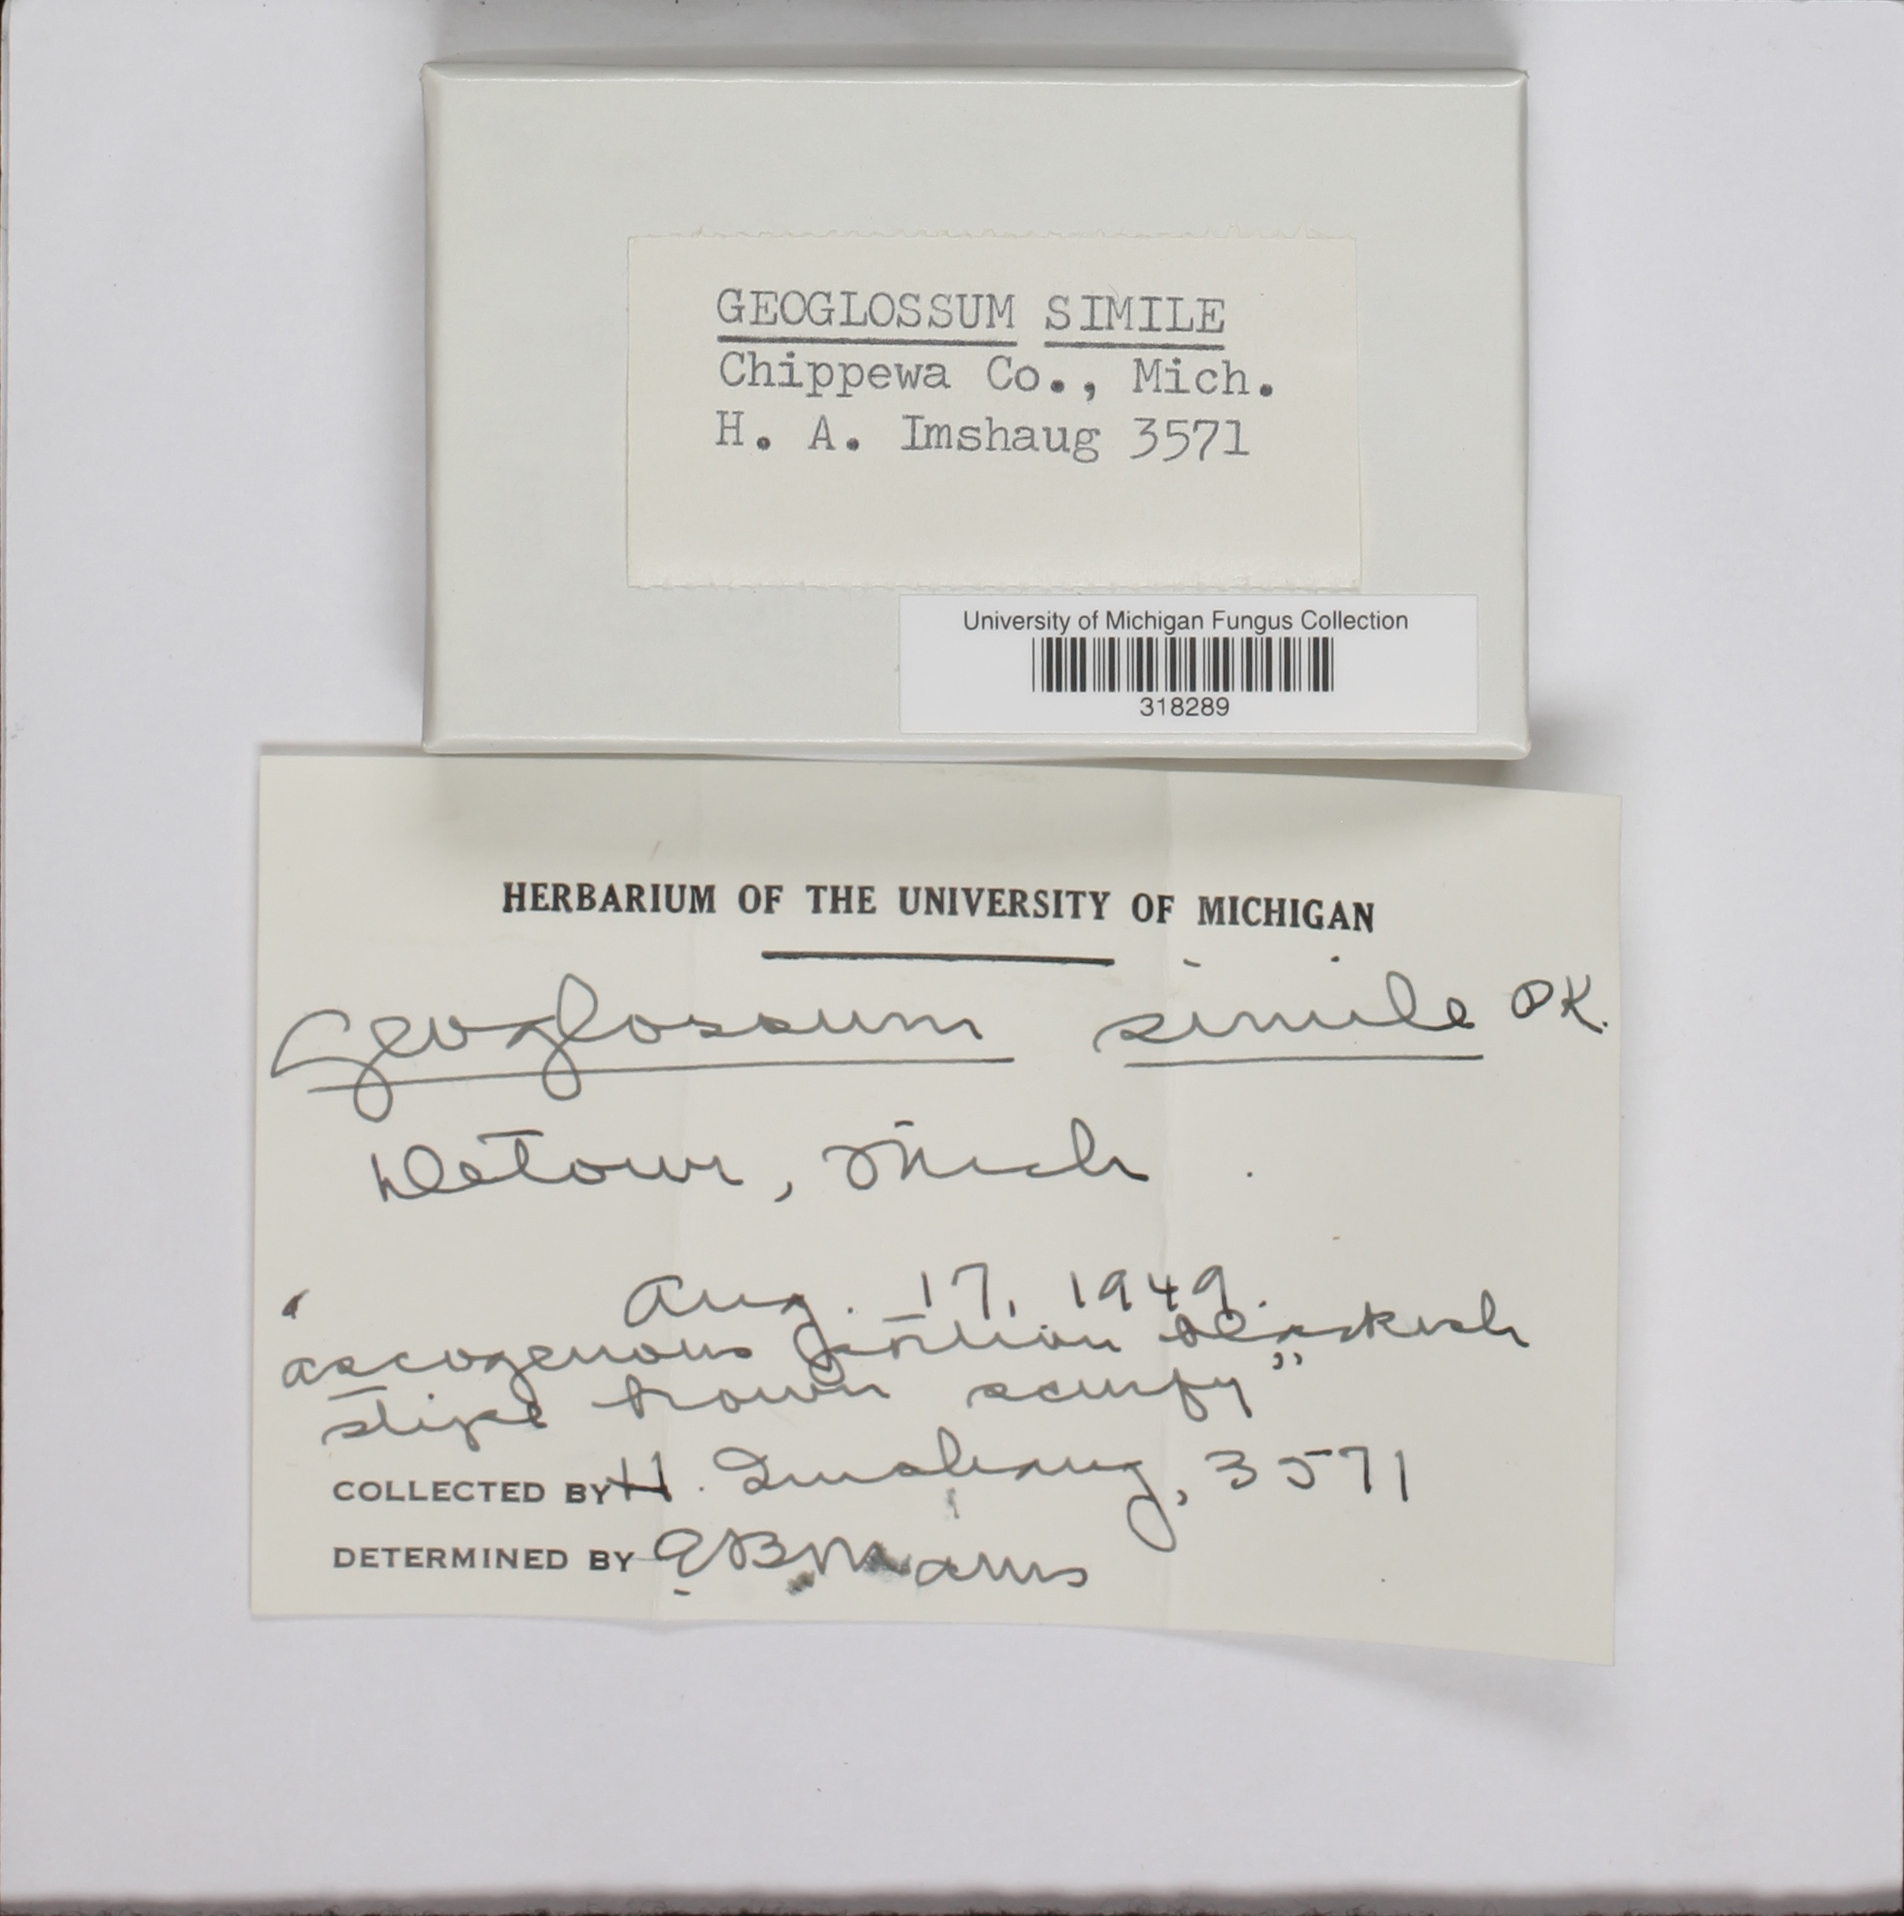 GEOGLOSSUM SIMILE
Chippewa Co., Mich.
H. A. Imshaug 3571
University of Michigan Fungus Collection
318289
HERBARIUM OF THE UNIVERSITY OF MICHIGAN
Geoglossum simile PK.
Detour, Mich.
Aug. 17, 1949.
"ascogenous portion blackish
stipe brown scurfy"
COLLECTED BY H. Imshaug, 3571
DETERMINED BY EB Mains